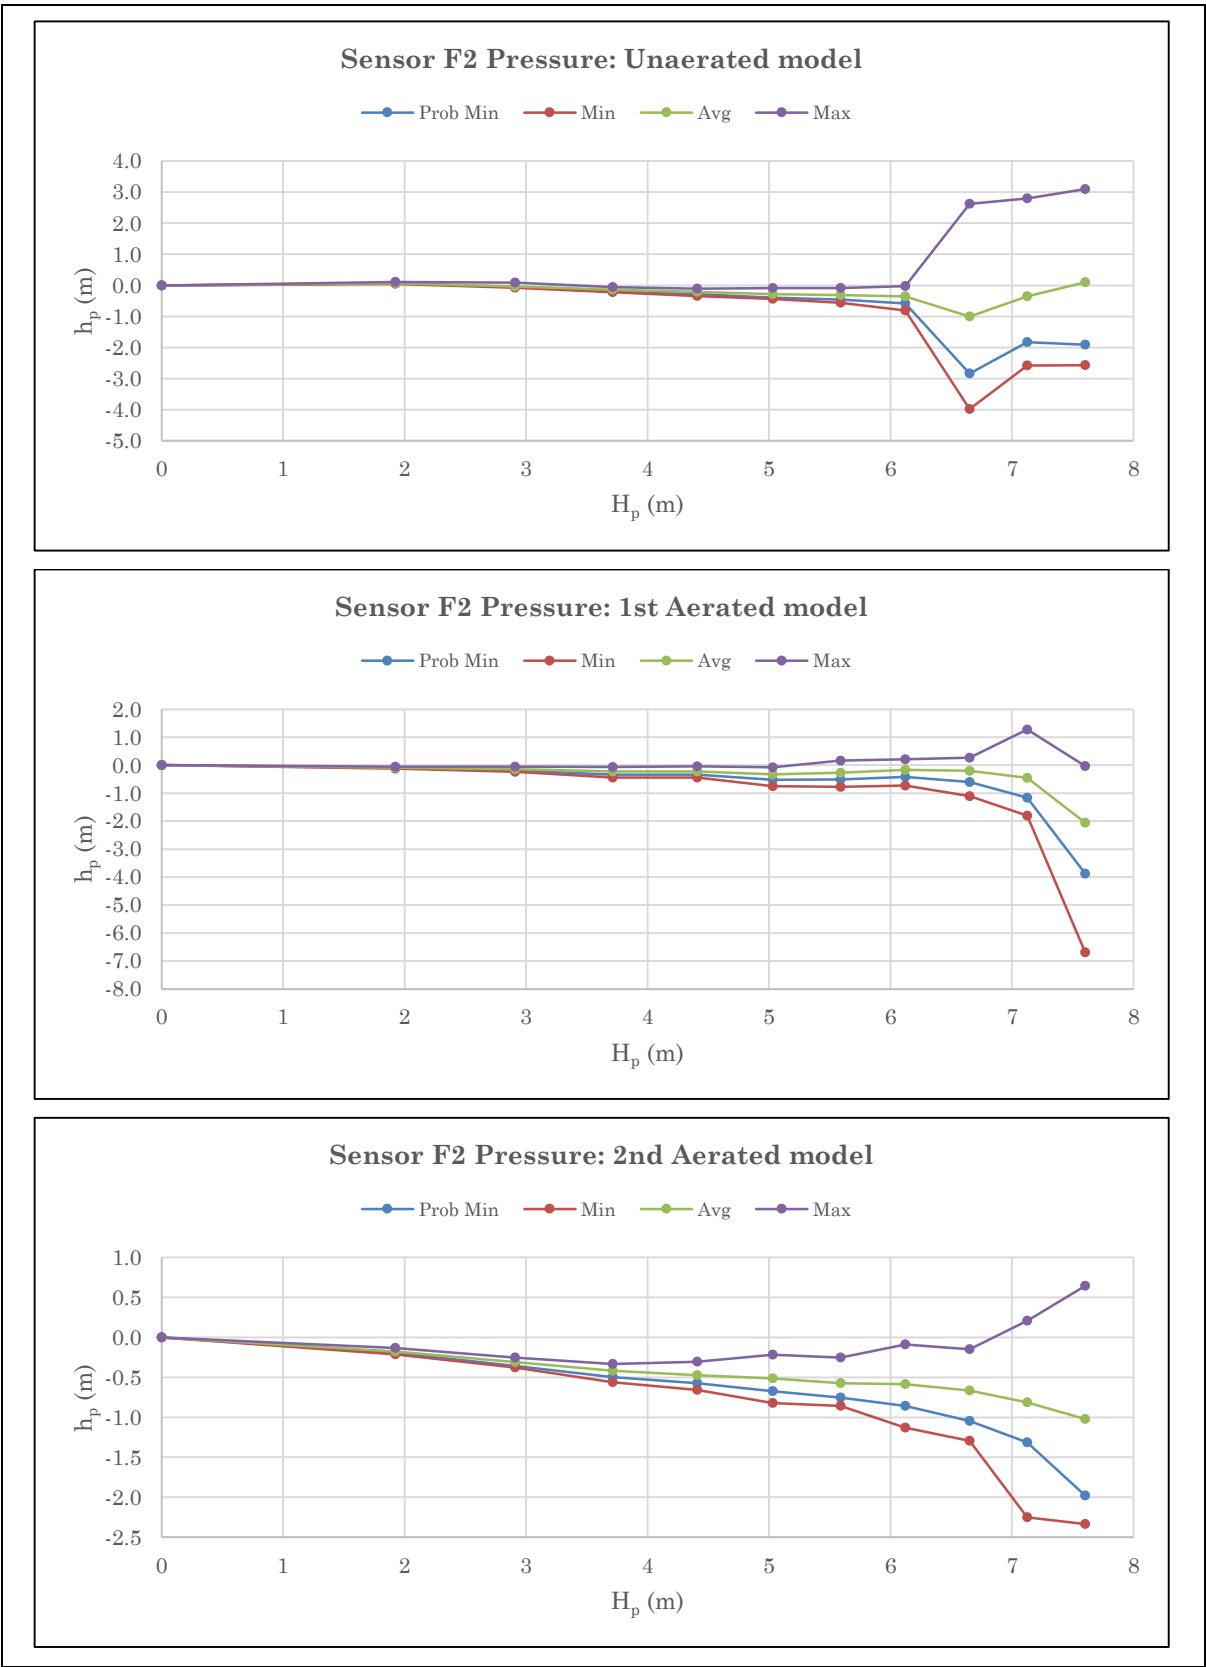 Sensor F2 Pressure: Unaerated model
Prob Min Min Avg Max
4.0
3.0
2.0
1.0
0.0
-1.0
-2.0
-3.0
-4.0
-5.0
h_p (m)
0 1 2 3 4 5 6 7 8
H_p (m)
Sensor F2 Pressure: 1st Aerated model
Prob Min Min Avg Max
2.0
1.0
0.0
-1.0
-2.0
-3.0
-4.0
-5.0
-6.0
-7.0
-8.0
h_p (m)
0 1 2 3 4 5 6 7 8
H_p (m)
Sensor F2 Pressure: 2nd Aerated model
Prob Min Min Avg Max
1.0
0.5
0.0
-0.5
-1.0
-1.5
-2.0
-2.5
h_p (m)
0 1 2 3 4 5 6 7 8
H_p (m)